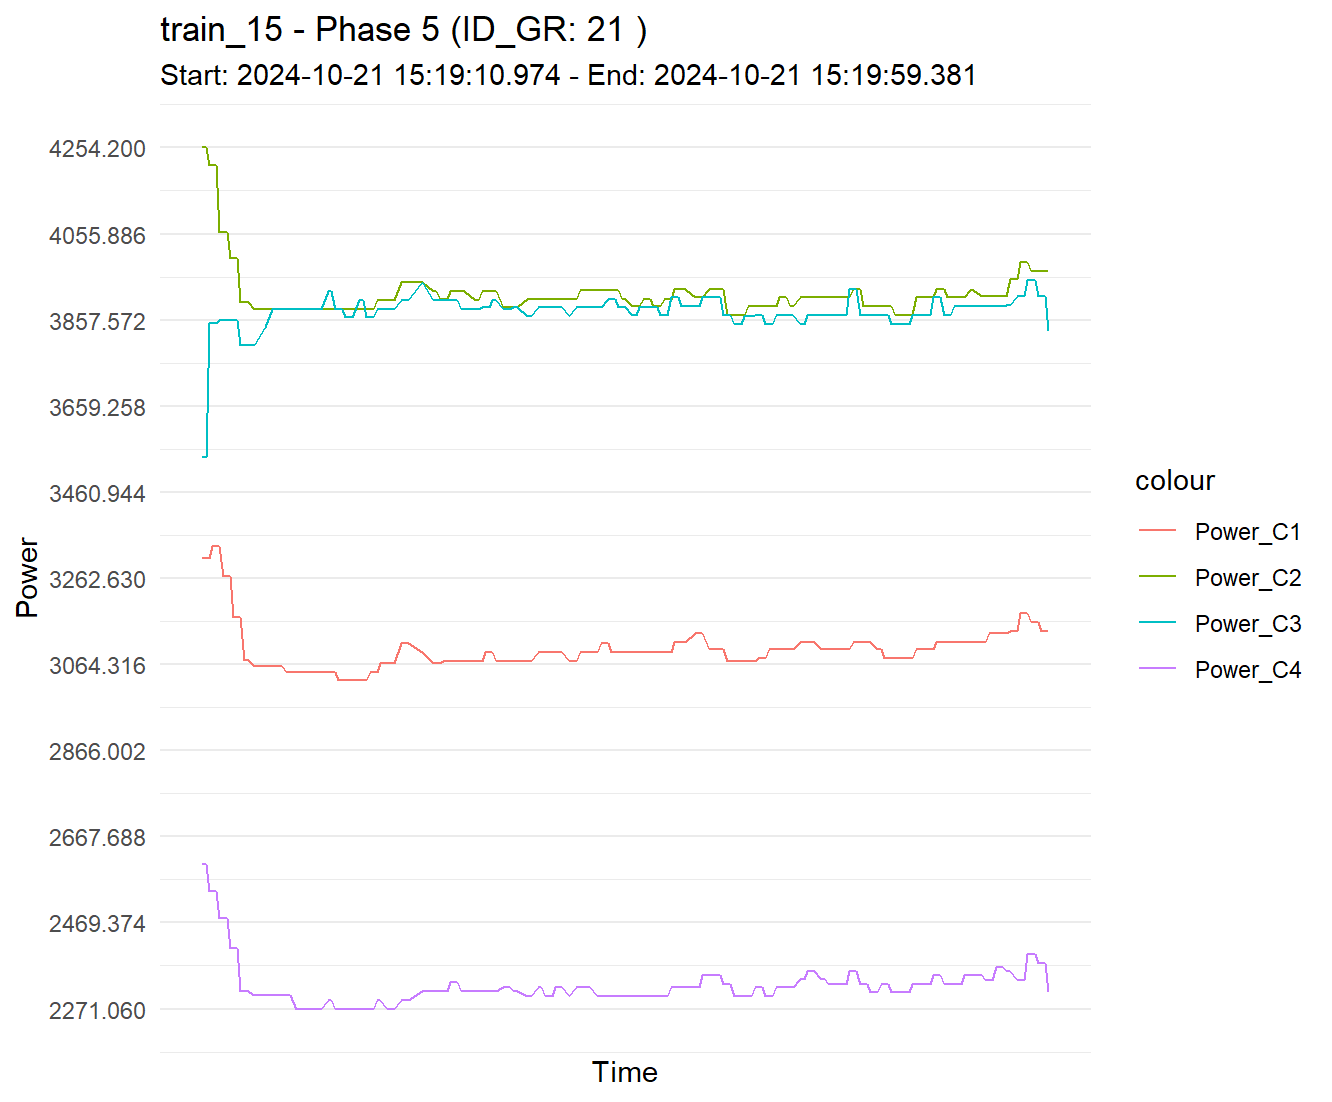 train_15 - Phase 5 (ID_GR: 21 )
Start: 2024-10-21 15:19:10.974 - End: 2024-10-21 15:19:59.381
4254.200
4055.886
3857.572
3659.258
3460.944
3262.630
3064.316
2866.002
2667.688
2469.374
2271.060
Power
Time
colour
Power_C1
Power_C2
Power_C3
Power_C4